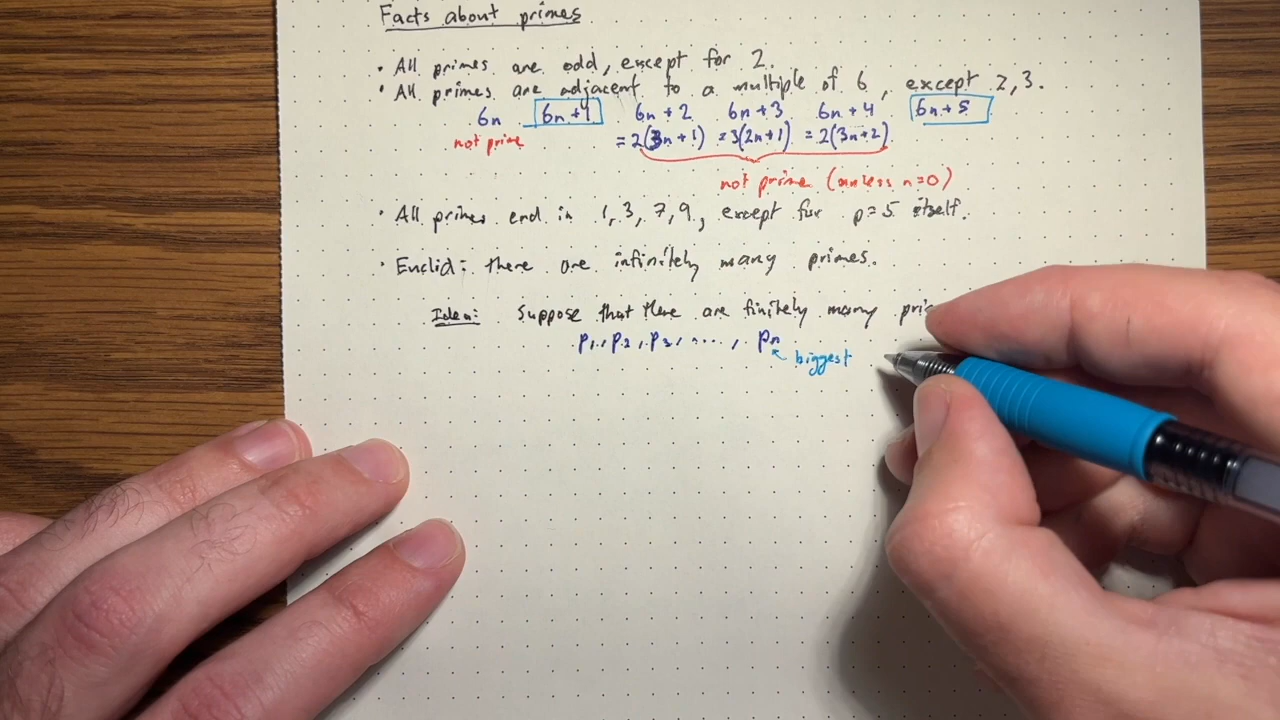 Facts about primes
• All primes are odd, except for 2.
• All primes are adjacent to a multiple of 6, except 2, 3.
6n 6n+1 6n+2 6n+3 6n+4 6n+5
not prime =2(3n+1) =3(2n+1) =2(3n+2)
not prime (unless n=0)
• All primes end in 1, 3, 7, 9, except for p=5 itself.
• Euclid: there are infinitely many primes.
Idea: Suppose that there are finitely many
p1, p2, p3, ...., pn
biggest